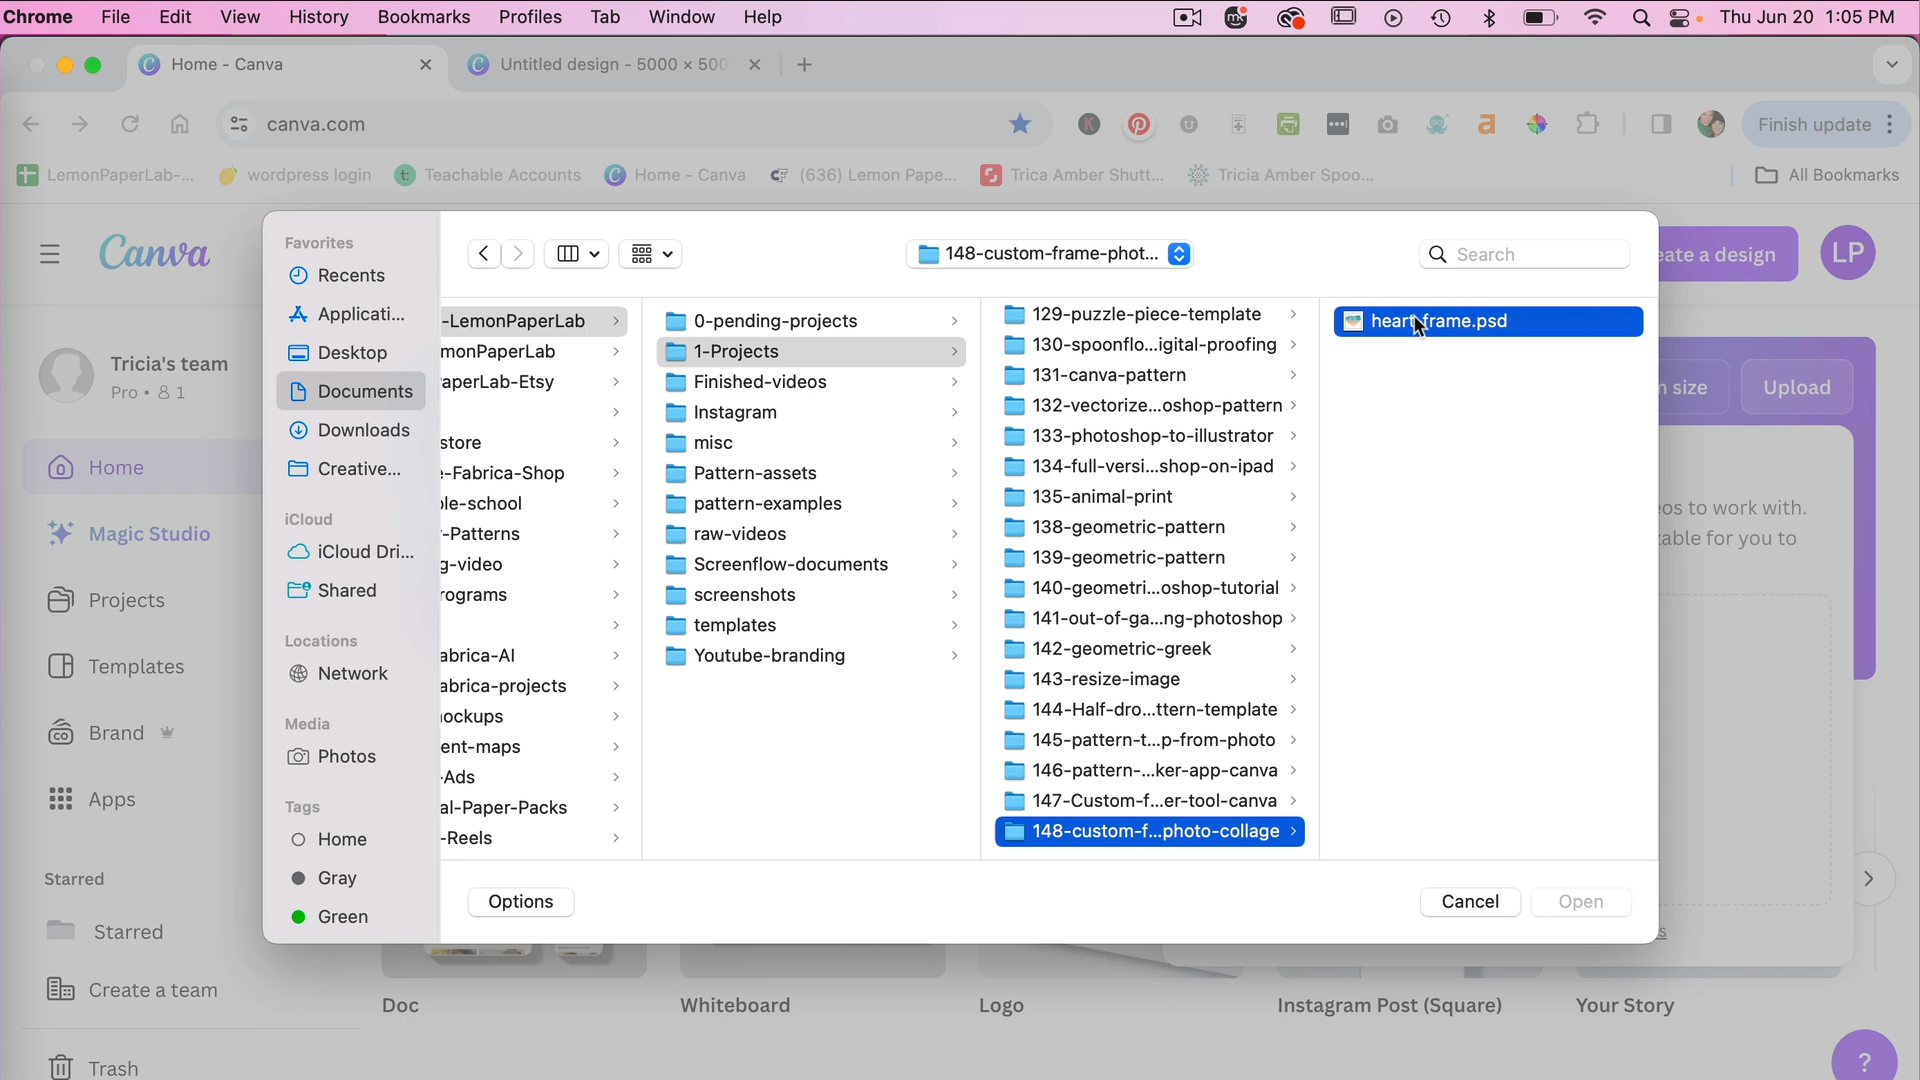 Chrome File Edit View History Bookmarks Profiles Tab Window Help Thu Jun 20 1:05 PM
Home - Canva Untitled design - 5000 × 500
canva.com Finish update
LemonPaperLab-... wordpress login Teachable Accounts Home - Canva (636) Lemon Pape... Trica Amber Shutt... Tricia Amber Spoo... All Bookmarks
Canva
eate a design
LP
Tricia's team
Pro • 1
Home
Magic Studio
Projects
Templates
Brand
Apps
Starred
Starred
Create a team
Trash
Favorites
Recents
Applicati...
Desktop
Documents
Downloads
Creative...
iCloud
iCloud Dri...
Shared
Locations
Network
Media
Photos
Tags
Home
Gray
Green
148-custom-frame-phot...
Search
-LemonPaperLab
monPaperLab
aperLab-Etsy
store
e-Fabrica-Shop
ole-school
r-Patterns
g-video
rograms
abrica-AI
abrica-projects
nockups
ent-maps
-Ads
al-Paper-Packs
-Reels
0-pending-projects
1-Projects
Finished-videos
Instagram
misc
Pattern-assets
pattern-examples
raw-videos
Screenflow-documents
screenshots
templates
Youtube-branding
129-puzzle-piece-template
130-spoonflo...igital-proofing
131-canva-pattern
132-vectorize...oshop-pattern
133-photoshop-to-illustrator
134-full-versi...shop-on-ipad
135-animal-print
138-geometric-pattern
139-geometric-pattern
140-geometri...oshop-tutorial
141-out-of-ga...ng-photoshop
142-geometric-greek
143-resize-image
144-Half-dro...ttern-template
145-pattern-t...p-from-photo
146-pattern-...ker-app-canva
147-Custom-f...er-tool-canva
148-custom-f...photo-collage
heart-frame.psd
Options
Cancel
Open
m size
Upload
eos to work with.
zable for you to
s
Doc
Whiteboard
Logo
Instagram Post (Square)
Your Story
?